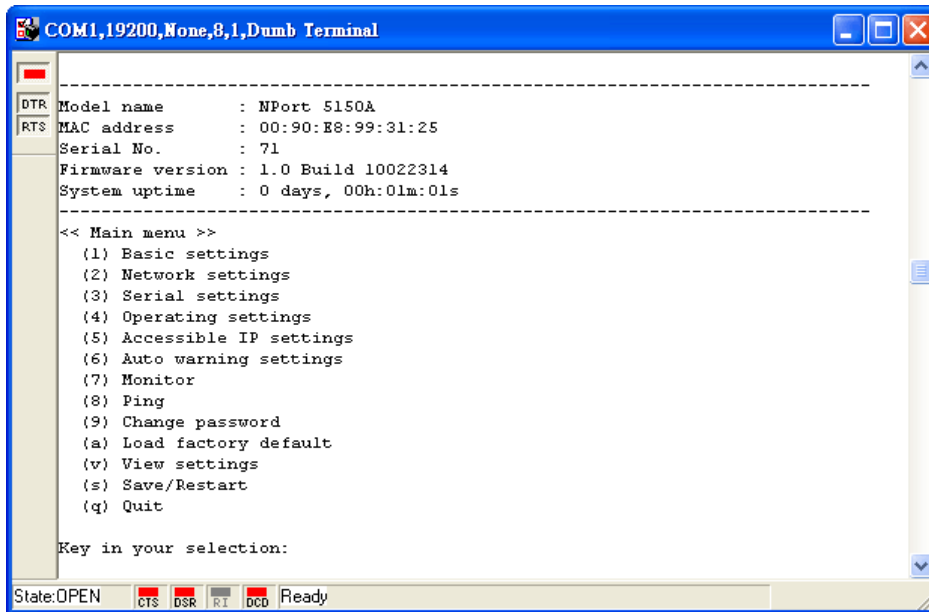 COM1,19200,None,8,1,Dumb Terminal
DTR
RTS
--------------------------------------------------------------------------------
Model name       : NPort 5150A
MAC address      : 00:90:E8:99:31:25
Serial No.       : 71
Firmware version : 1.0 Build 10022314
System uptime    : 0 days, 00h:01m:01s
--------------------------------------------------------------------------------
<< Main menu >>
  (1) Basic settings
  (2) Network settings
  (3) Serial settings
  (4) Operating settings
  (5) Accessible IP settings
  (6) Auto warning settings
  (7) Monitor
  (8) Ping
  (9) Change password
  (a) Load factory default
  (v) View settings
  (s) Save/Restart
  (q) Quit
Key in your selection:
State:OPEN CTS DSR RI DCD Ready